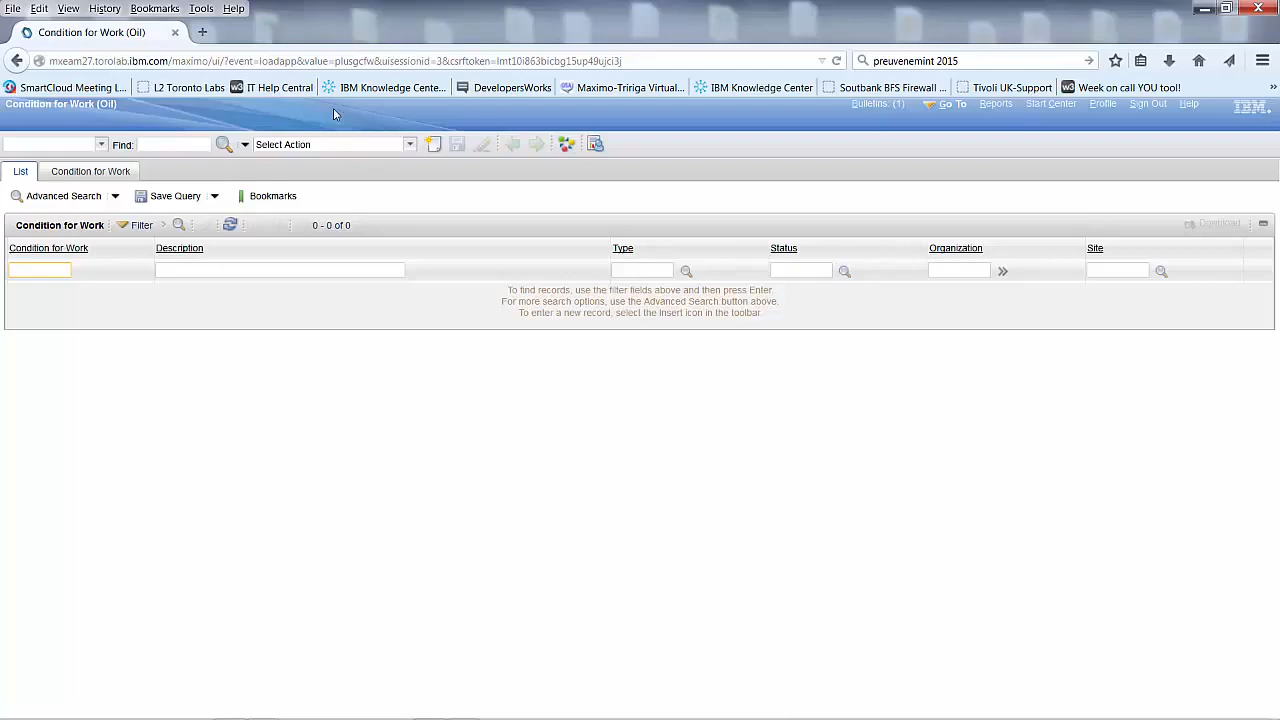 File Edit View History Bookmarks Tools Help
Condition for Work (Oil)
mxeam27.torolab.ibm.com/maximo/ui/?event=loadapp&value=plusgcfw&uisessionid=3&csrftoken=lmt10i863bicbg15up49ujci3j
preuvenemint 2015
SmartCloud Meeting L... L2 Toronto Labs IT Help Central IBM Knowledge Cente... DevelopersWorks Maximo-Tririga Virtual... IBM Knowledge Center Soutbank BFS Firewall ... Tivoli UK-Support Week on call YOU tool!
Condition for Work (Oil) Bulletins: (1) Go To Reports Start Center Profile Sign Out Help IBM
Find: Select Action
List Condition for Work
Advanced Search Save Query Bookmarks
Condition for Work Filter 0 - 0 of 0 Download
Condition for Work Description Type Status Organization Site
To find records, use the filter fields above and then press Enter.
For more search options, use the Advanced Search button above.
To enter a new record, select the Insert icon in the toolbar.